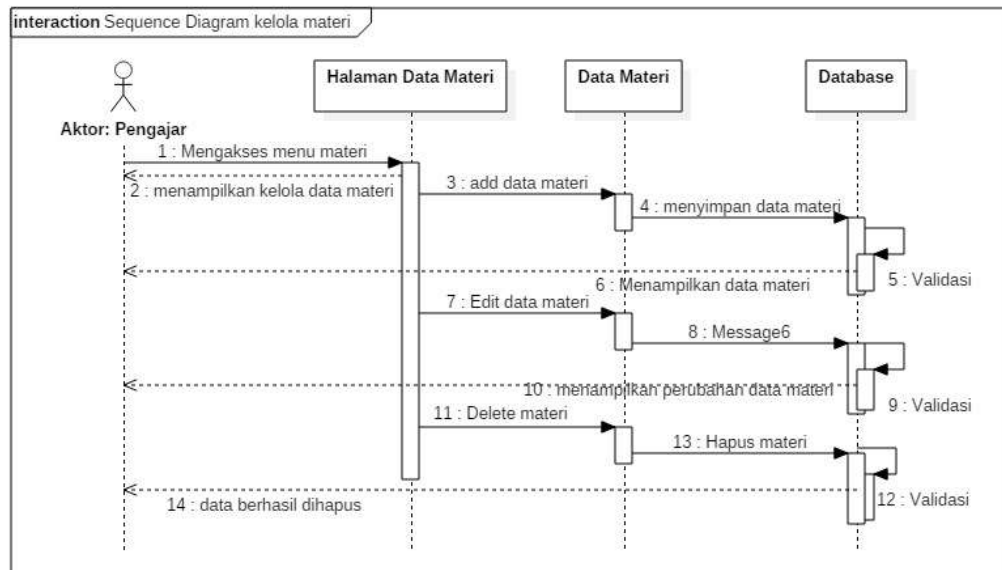 interaction Sequence Diagram kelola materi
Halaman Data Materi
Data Materi
Database
Aktor: Pengajar
1 : Mengakses menu materi
2 : menampilkan kelola data materi
3 : add data materi
4 : menyimpan data materi
5 : Validasi
6 : Menampilkan data materi
7 : Edit data materi
8 : Message6
9 : Validasi
10 : menampilkan perubahan data materi
11 : Delete materi
13 : Hapus materi
12 : Validasi
14 : data berhasil dihapus